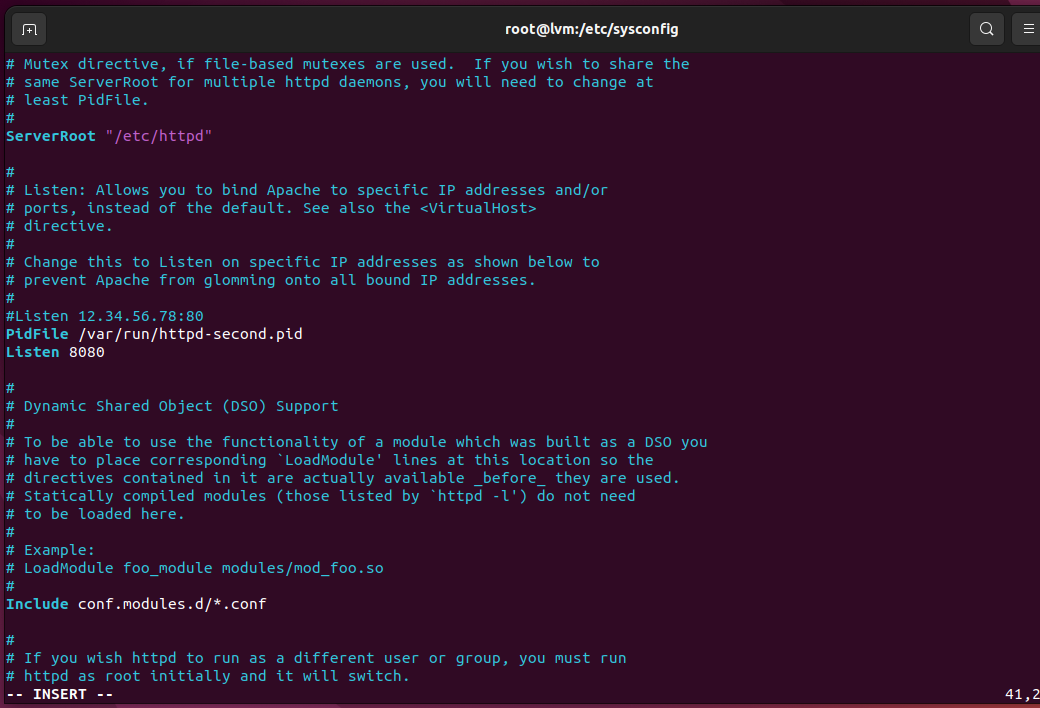 root@lvm:/etc/sysconfig
# Mutex directive, if file-based mutexes are used.  If you wish to share the
# same ServerRoot for multiple httpd daemons, you will need to change at
# least PidFile.
#
ServerRoot "/etc/httpd"
#
# Listen: Allows you to bind Apache to specific IP addresses and/or
# ports, instead of the default. See also the <VirtualHost>
# directive.
#
# Change this to Listen on specific IP addresses as shown below to
# prevent Apache from glomming onto all bound IP addresses.
#
#Listen 12.34.56.78:80
PidFile /var/run/httpd-second.pid
Listen 8080
#
# Dynamic Shared Object (DSO) Support
#
# To be able to use the functionality of a module which was built as a DSO you
# have to place corresponding `LoadModule' lines at this location so the
# directives contained in it are actually available _before_ they are used.
# Statically compiled modules (those listed by `httpd -l') do not need
# to be loaded here.
#
# Example:
# LoadModule foo_module modules/mod_foo.so
#
Include conf.modules.d/*.conf
#
# If you wish httpd to run as a different user or group, you must run
# httpd as root initially and it will switch.
-- INSERT -- 41,2